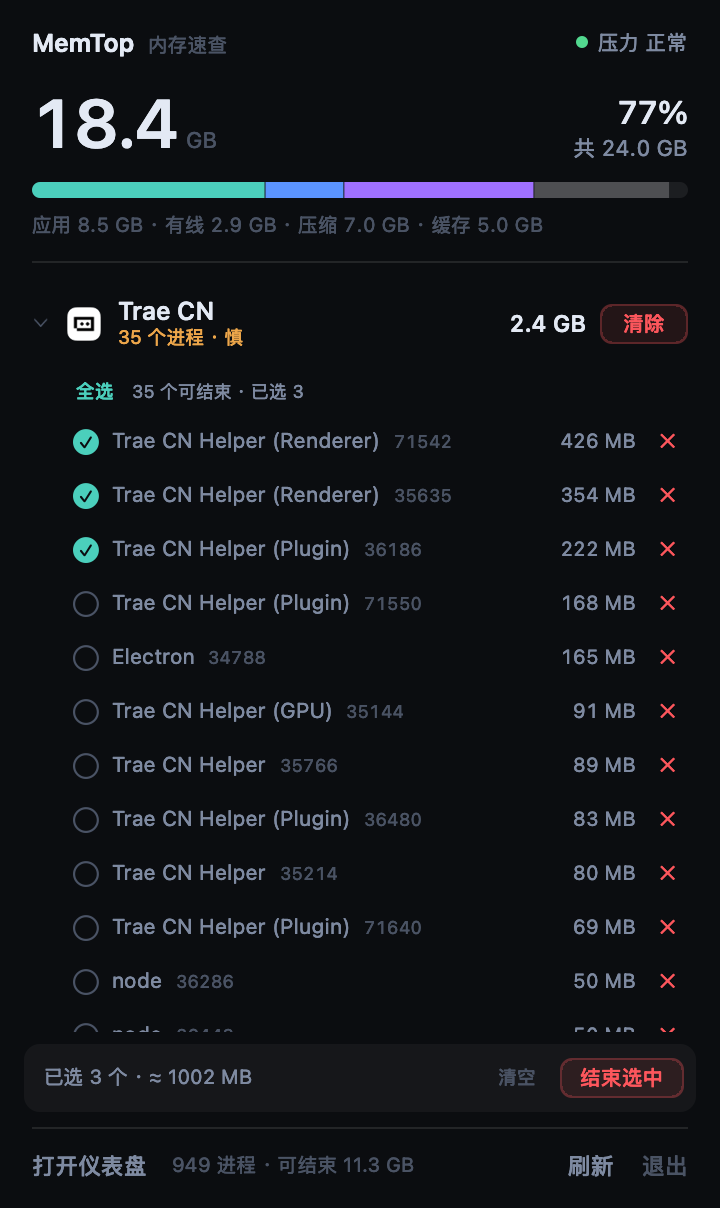 MemTop 内存速查 压力 正常
18.4 GB 77%
共 24.0 GB
应用 8.5 GB · 有线 2.9 GB · 压缩 7.0 GB · 缓存 5.0 GB
Trae CN
35 个进程 · 慎
2.4 GB 清除
全选 35 个可结束 · 已选 3
Trae CN Helper (Renderer) 71542 426 MB
Trae CN Helper (Renderer) 35635 354 MB
Trae CN Helper (Plugin) 36186 222 MB
Trae CN Helper (Plugin) 71550 168 MB
Electron 34788 165 MB
Trae CN Helper (GPU) 35144 91 MB
Trae CN Helper 35766 89 MB
Trae CN Helper (Plugin) 36480 83 MB
Trae CN Helper 35214 80 MB
Trae CN Helper (Plugin) 71640 69 MB
node 36286 50 MB
node 50 MB
已选 3 个 · ≈ 1002 MB 清空 结束选中
打开仪表盘 949 进程 · 可结束 11.3 GB 刷新 退出